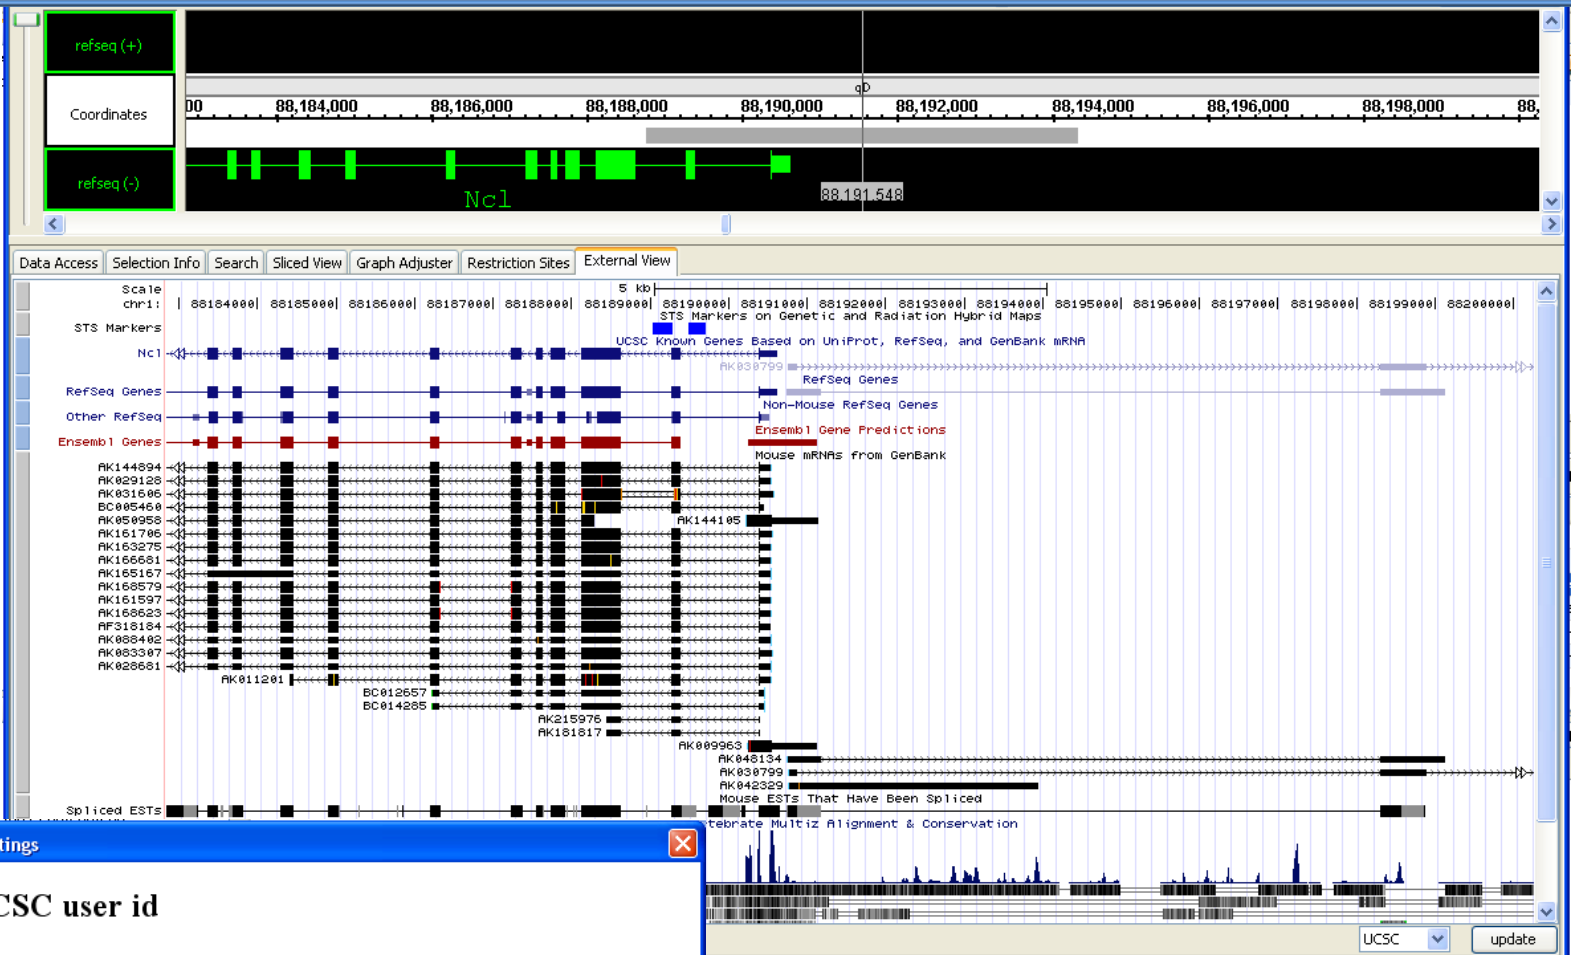 refseq (+)
qD
00 88,184,000 88,186,000 88,188,000 88,190,000 88,192,000 88,194,000 88,196,000 88,198,000 88,
Coordinates
refseq (-)
Ncl
88,191,548
Data Access Selection Info Search Sliced View Graph Adjuster Restriction Sites External View
Scale 5 kb
chr1: 88184000 88185000 88186000 88187000 88188000 88189000 88190000 88191000 88192000 88193000 88194000 88195000 88196000 88197000 88198000 88199000 88200000
STS Markers on Genetic and Radiation Hybrid Maps
STS Markers
UCSC Known Genes Based on UniProt, RefSeq, and GenBank mRNA
Ncl
AK030799
RefSeq Genes
RefSeq Genes
Non-Mouse RefSeq Genes
Other RefSeq
Ensembl Gene Predictions
Ensembl Genes
Mouse mRNAs from GenBank
AK144894
AK029128
AK031606
BC005460
AK050958 AK144105
AK161706
AK163275
AK166681
AK165167
AK168579
AK161597
AK168623
AF318184
AK088402
AK083307
AK028681
AK011201
BC012657
BC014285
AK215976
AK181817
AK009963
AK048134
AK030799
AK042329
Mouse ESTs That Have Been Spliced
Spliced ESTs
tebrate Multiz Alignment & Conservation
tings
CSC user id
UCSC update